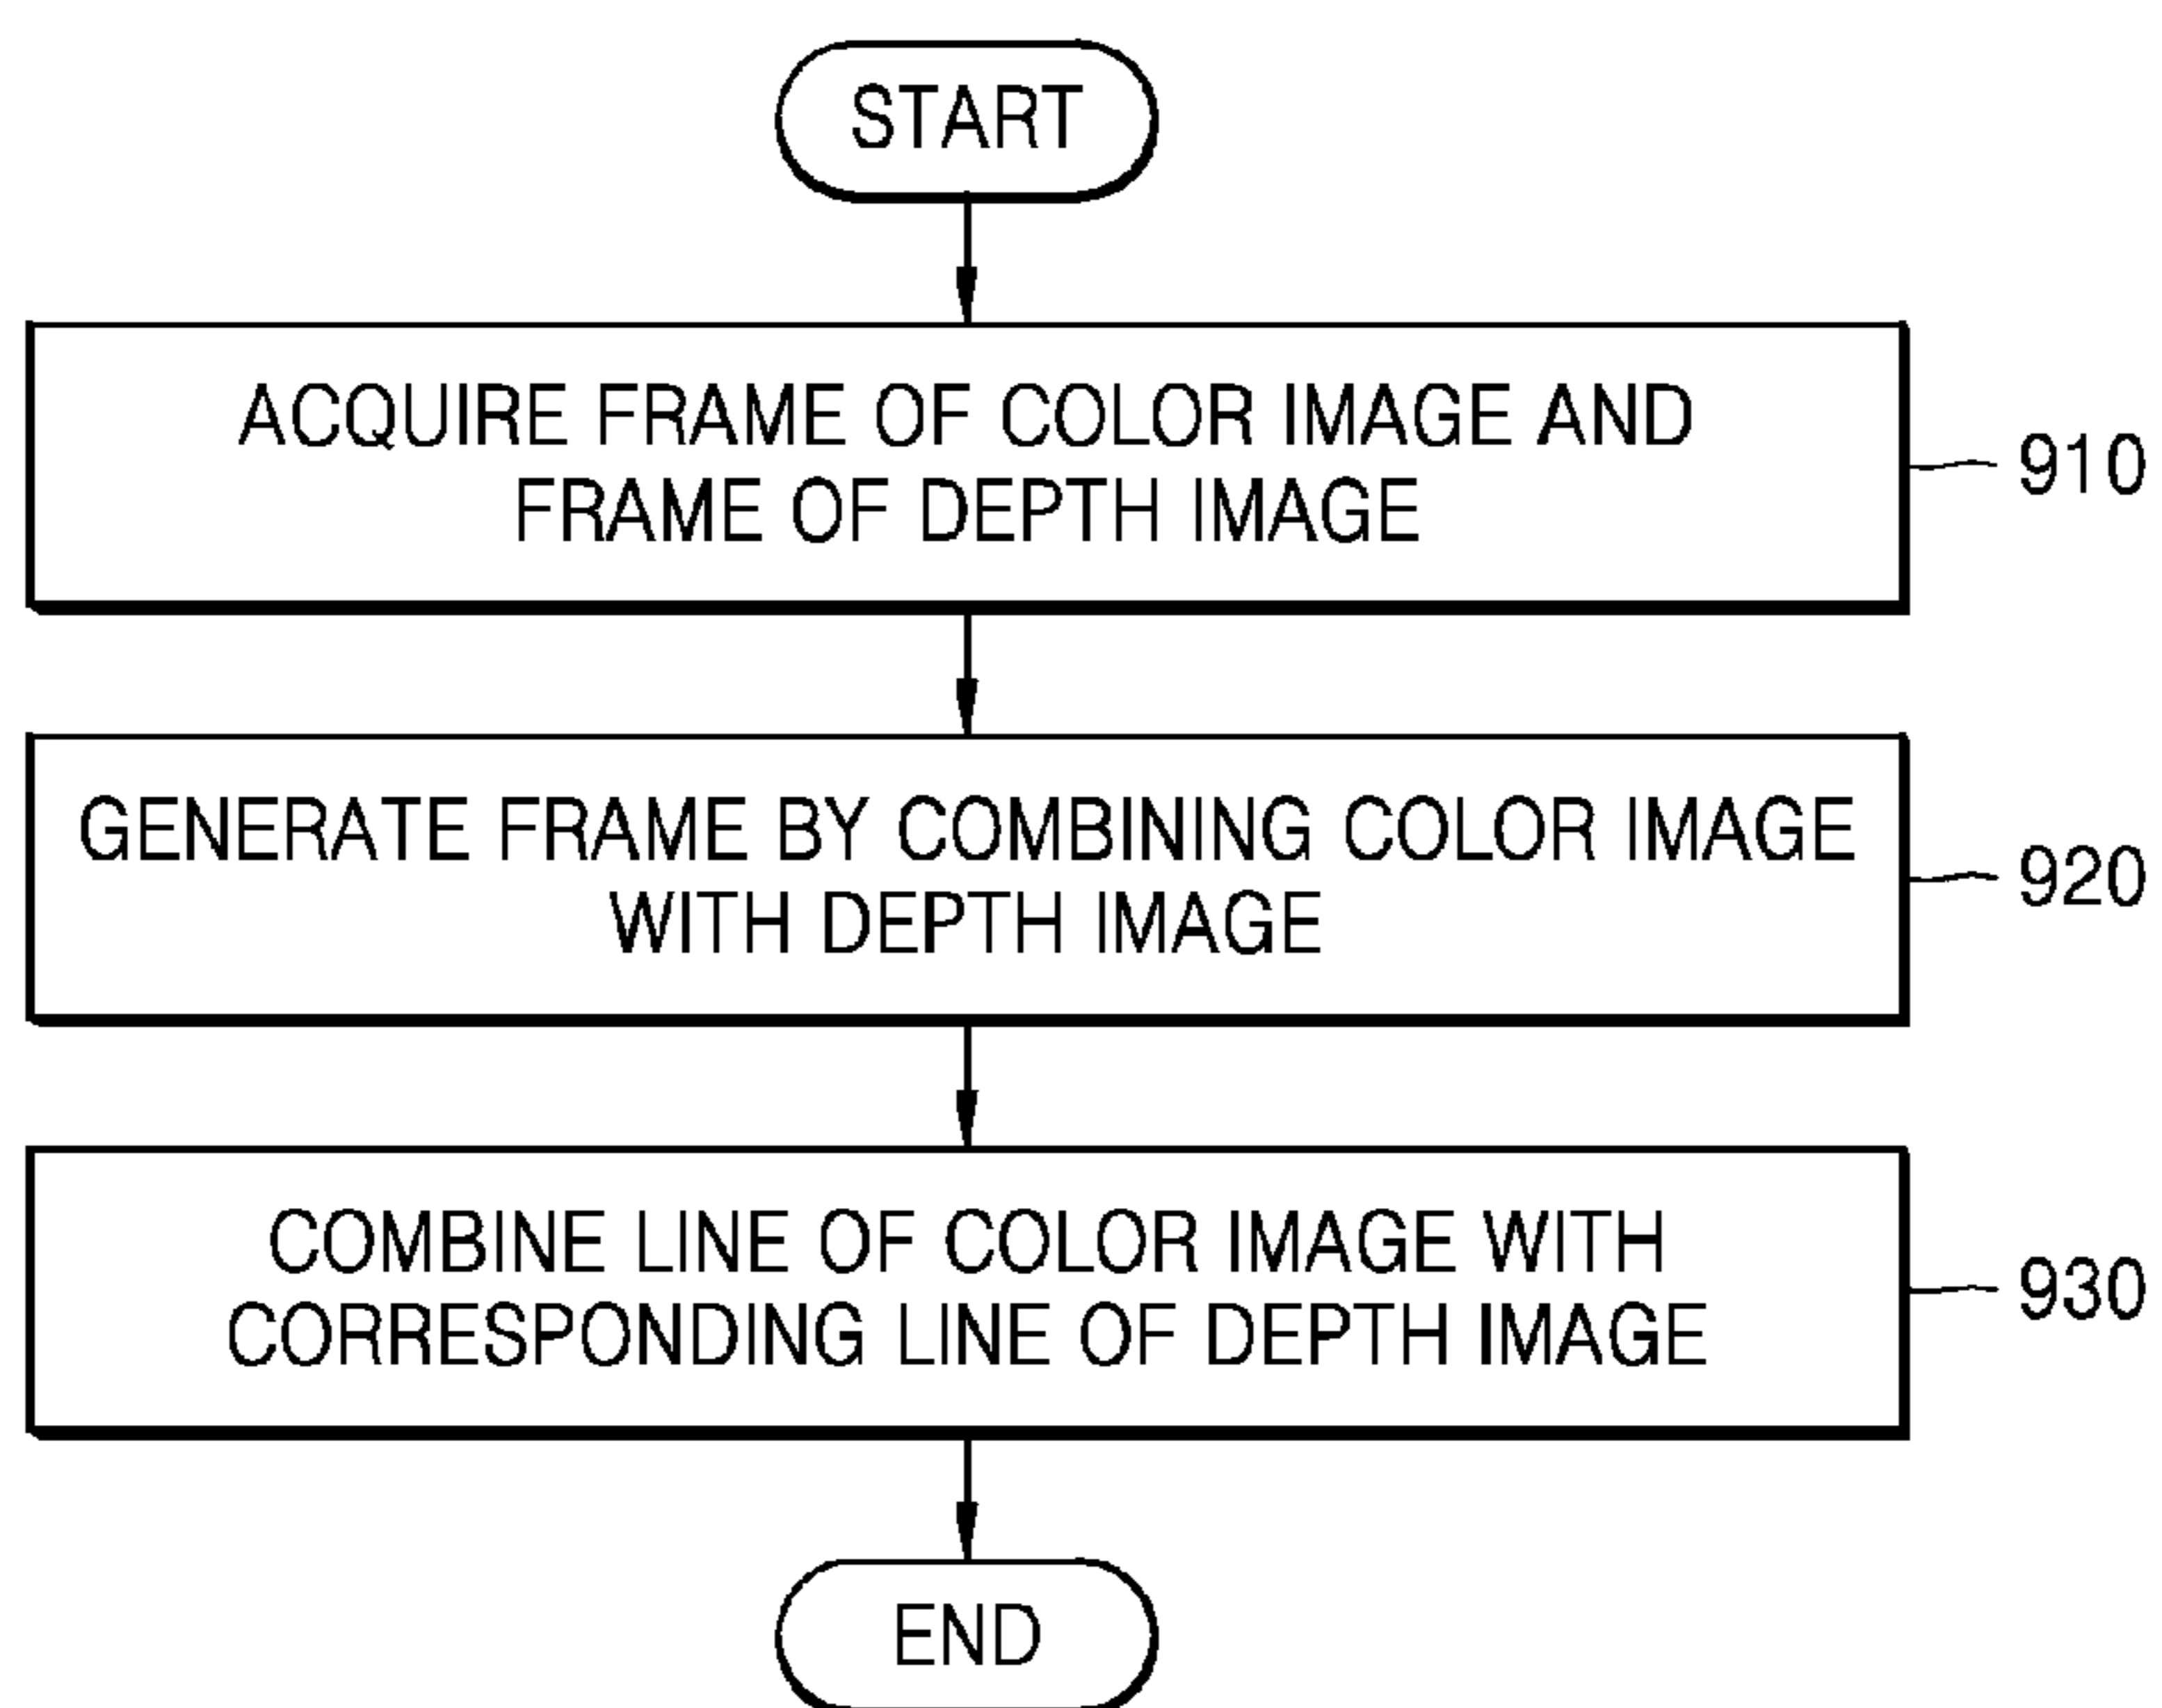 START
ACQUIRE FRAME OF COLOR IMAGE AND
FRAME OF DEPTH IMAGE
910
GENERATE FRAME BY COMBINING COLOR IMAGE
WITH DEPTH IMAGE
920
COMBINE LINE OF COLOR IMAGE WITH
CORRESPONDING LINE OF DEPTH IMAGE
930
END